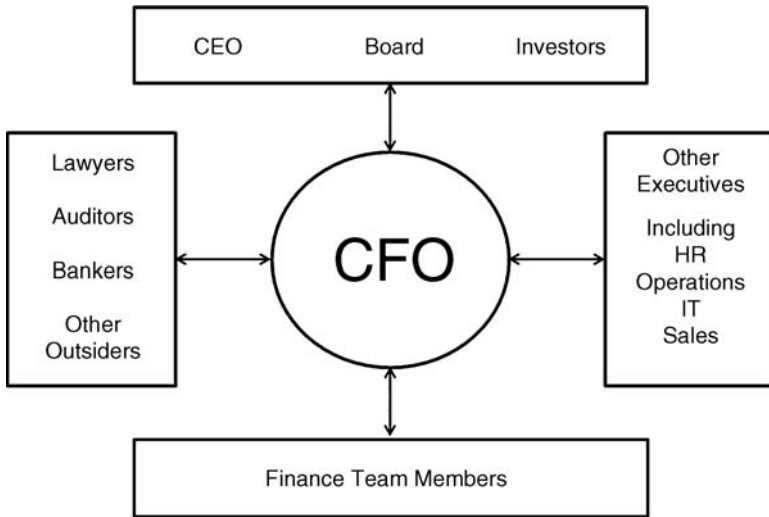 CEO Board Investors
Lawyers
Auditors
Bankers
Other
Outsiders
CFO
Other
Executives
Including
HR
Operations
IT
Sales
Finance Team Members